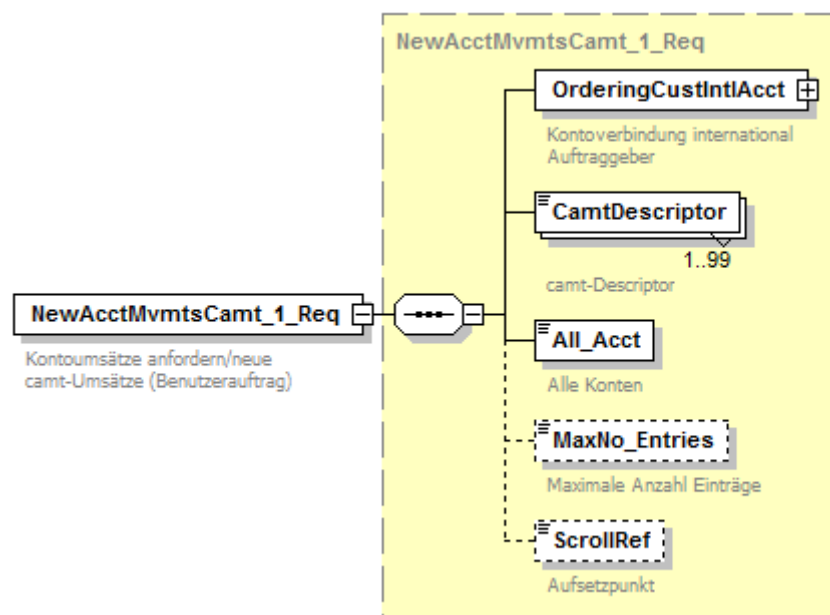 NewAcctMvmtsCamt_1_Req
OrderingCustIntlAcct
Kontoverbindung international
Auftraggeber
CamtDescriptor
1..99
camt-Descriptor
NewAcctMvmtsCamt_1_Req
Kontoumsätze anfordern/neue
camt-Umsätze (Benutzerauftrag)
All_Acct
Alle Konten
MaxNo_Entries
Maximale Anzahl Einträge
ScrollRef
Aufsetzpunkt